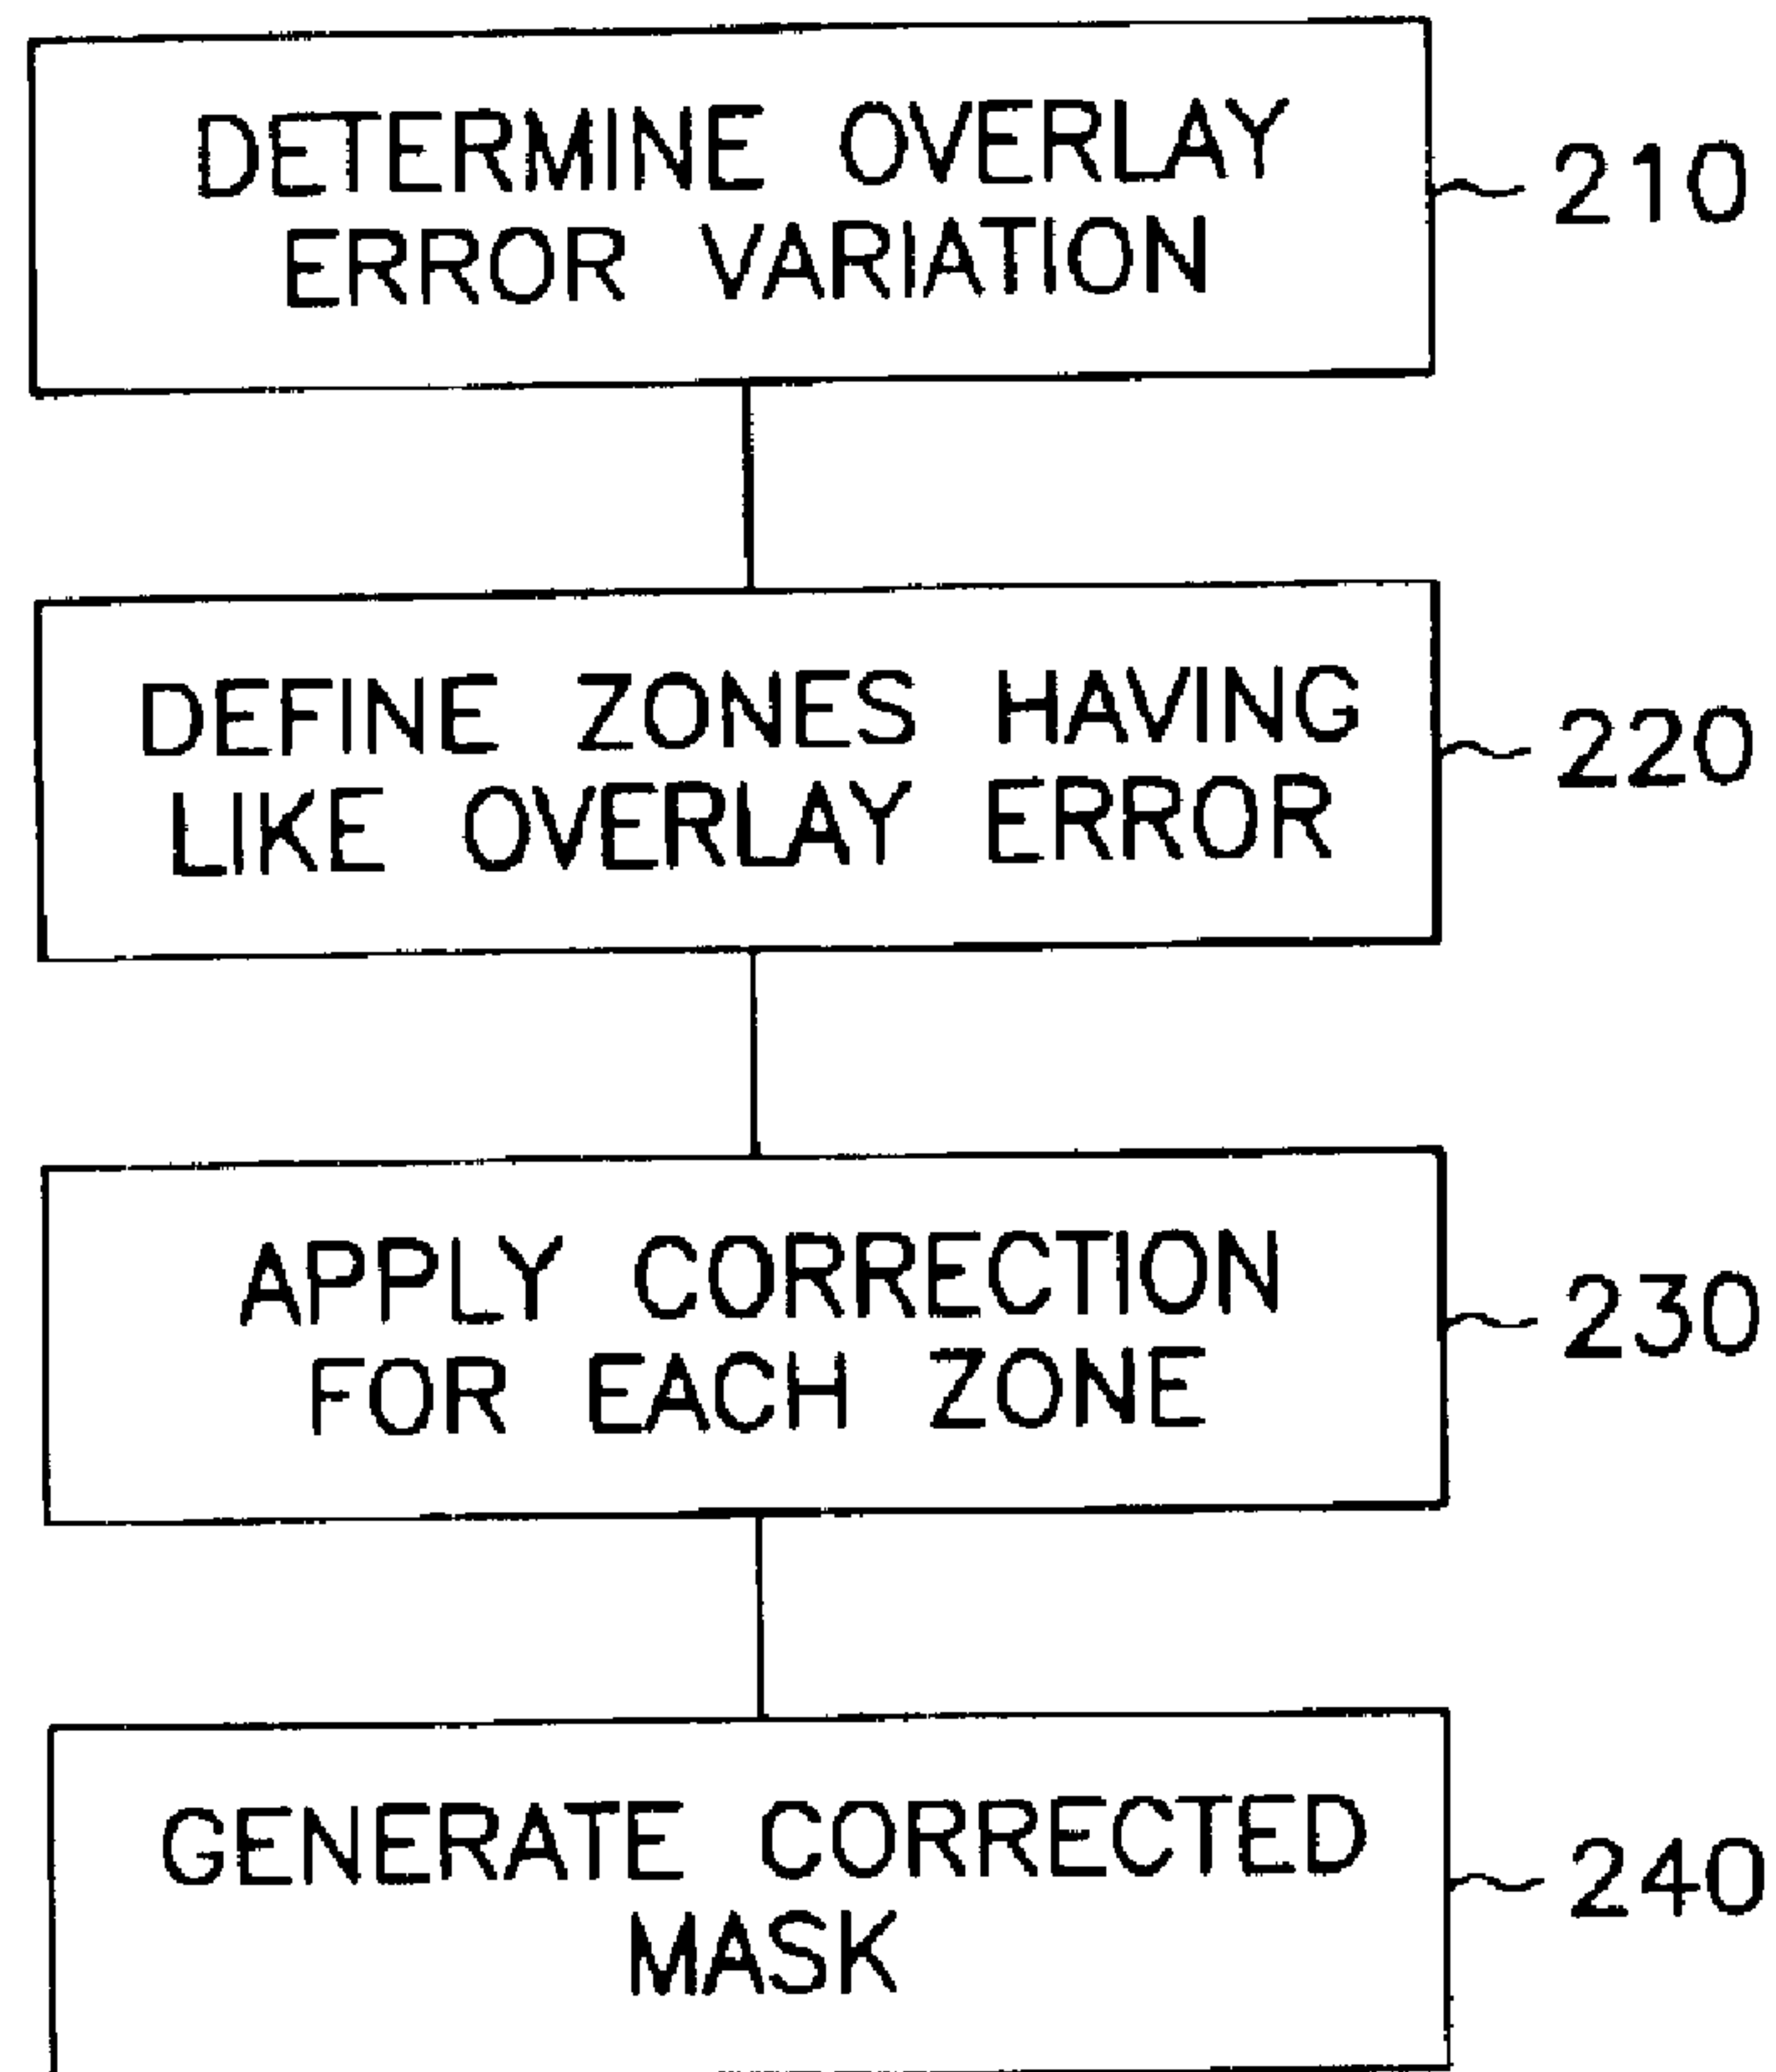 DETERMINE OVERLAY
ERROR VARIATION
210
DEFINE ZONES HAVING
LIKE OVERLAY ERROR
220
APPLY CORRECTION
FOR EACH ZONE
230
GENERATE CORRECTED
MASK
240